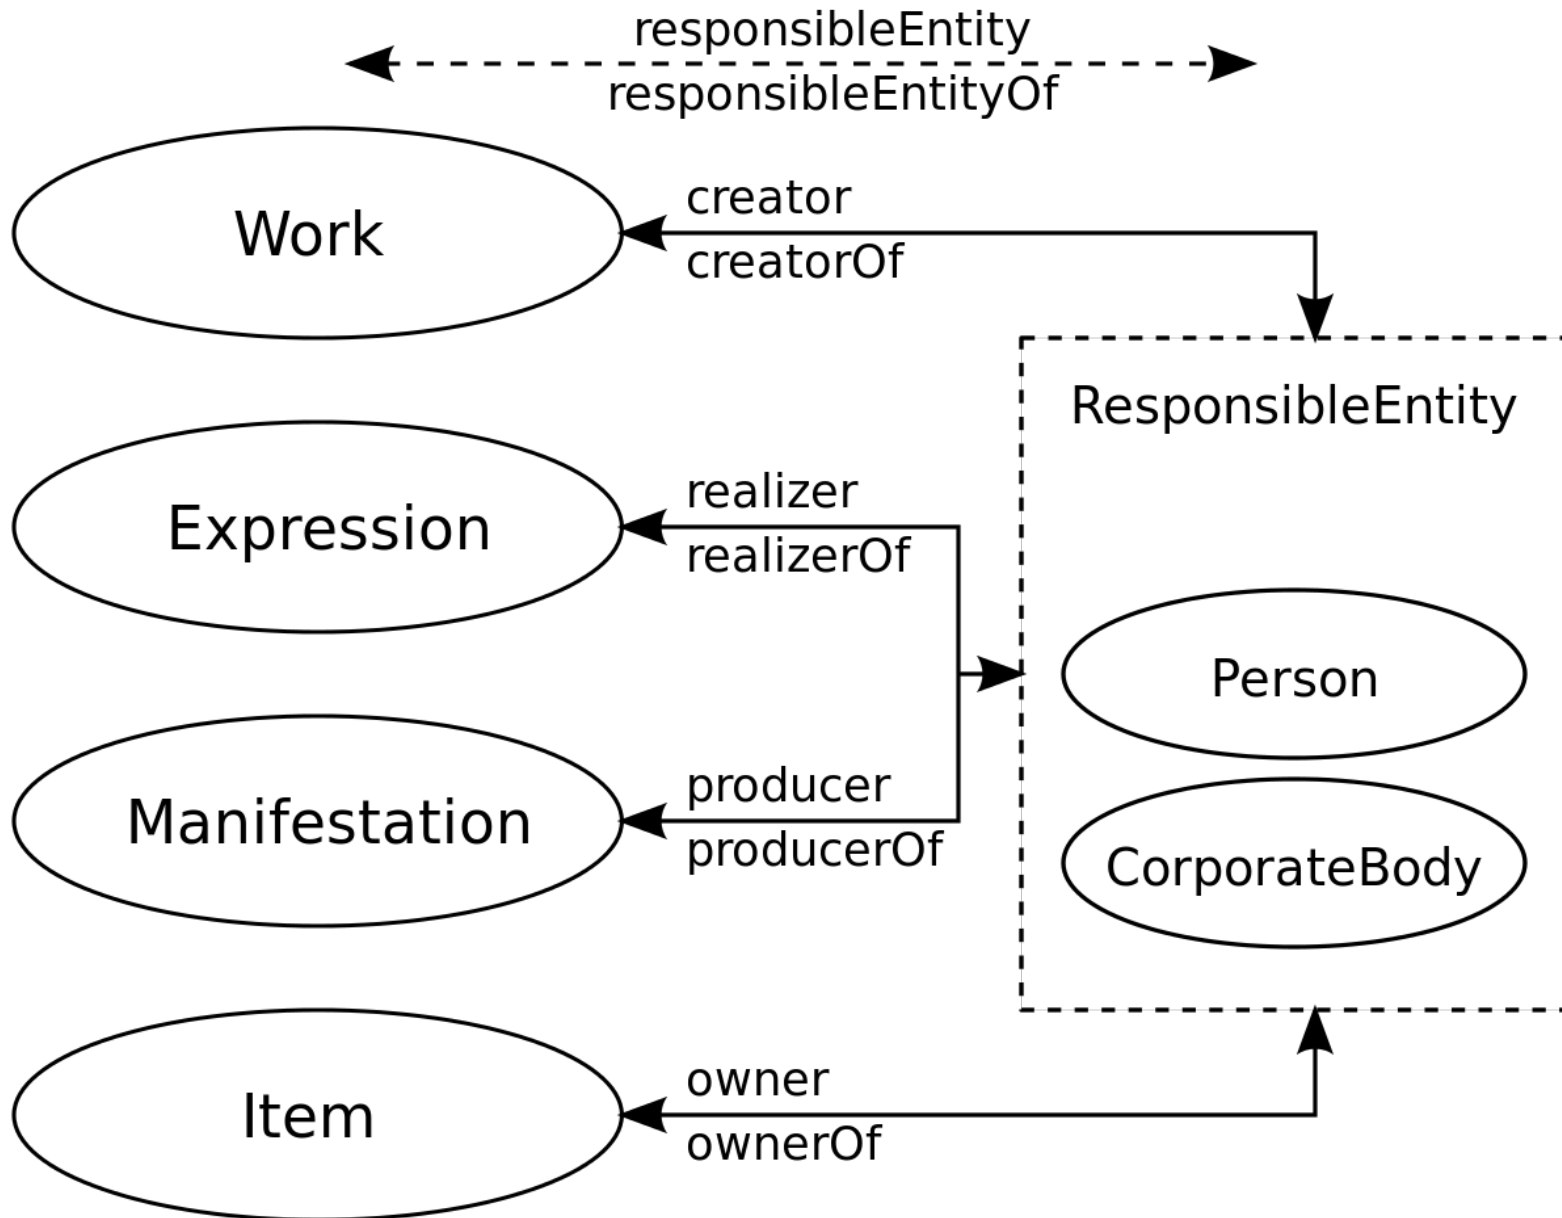 responsibleEntity
responsibleEntityOf
Work
creator
creatorOf
ResponsibleEntity
Expression
realizer
realizerOf
Person
Manifestation
producer
producerOf
CorporateBody
Item
owner
ownerOf